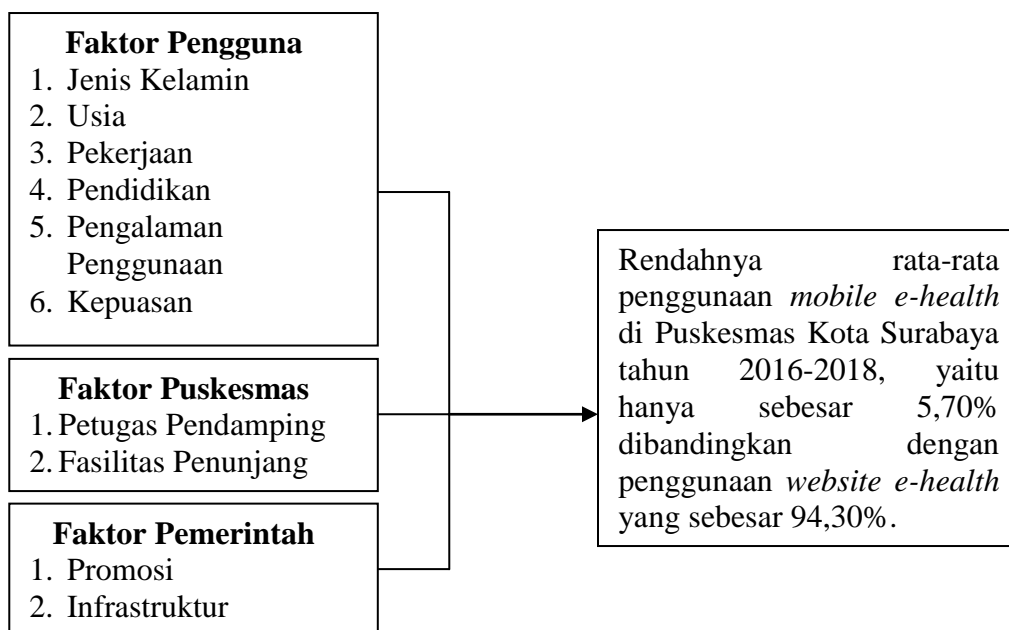 Faktor Pengguna
1. Jenis Kelamin
2. Usia
3. Pekerjaan
4. Pendidikan
5. Pengalaman
Penggunaan
6. Kepuasan
Faktor Puskesmas
1. Petugas Pendamping
2. Fasilitas Penunjang
Faktor Pemerintah
1. Promosi
2. Infrastruktur
Rendahnya rata-rata
penggunaan mobile e-health
di Puskesmas Kota Surabaya
tahun 2016-2018, yaitu
hanya sebesar 5,70%
dibandingkan dengan
penggunaan website e-health
yang sebesar 94,30%.